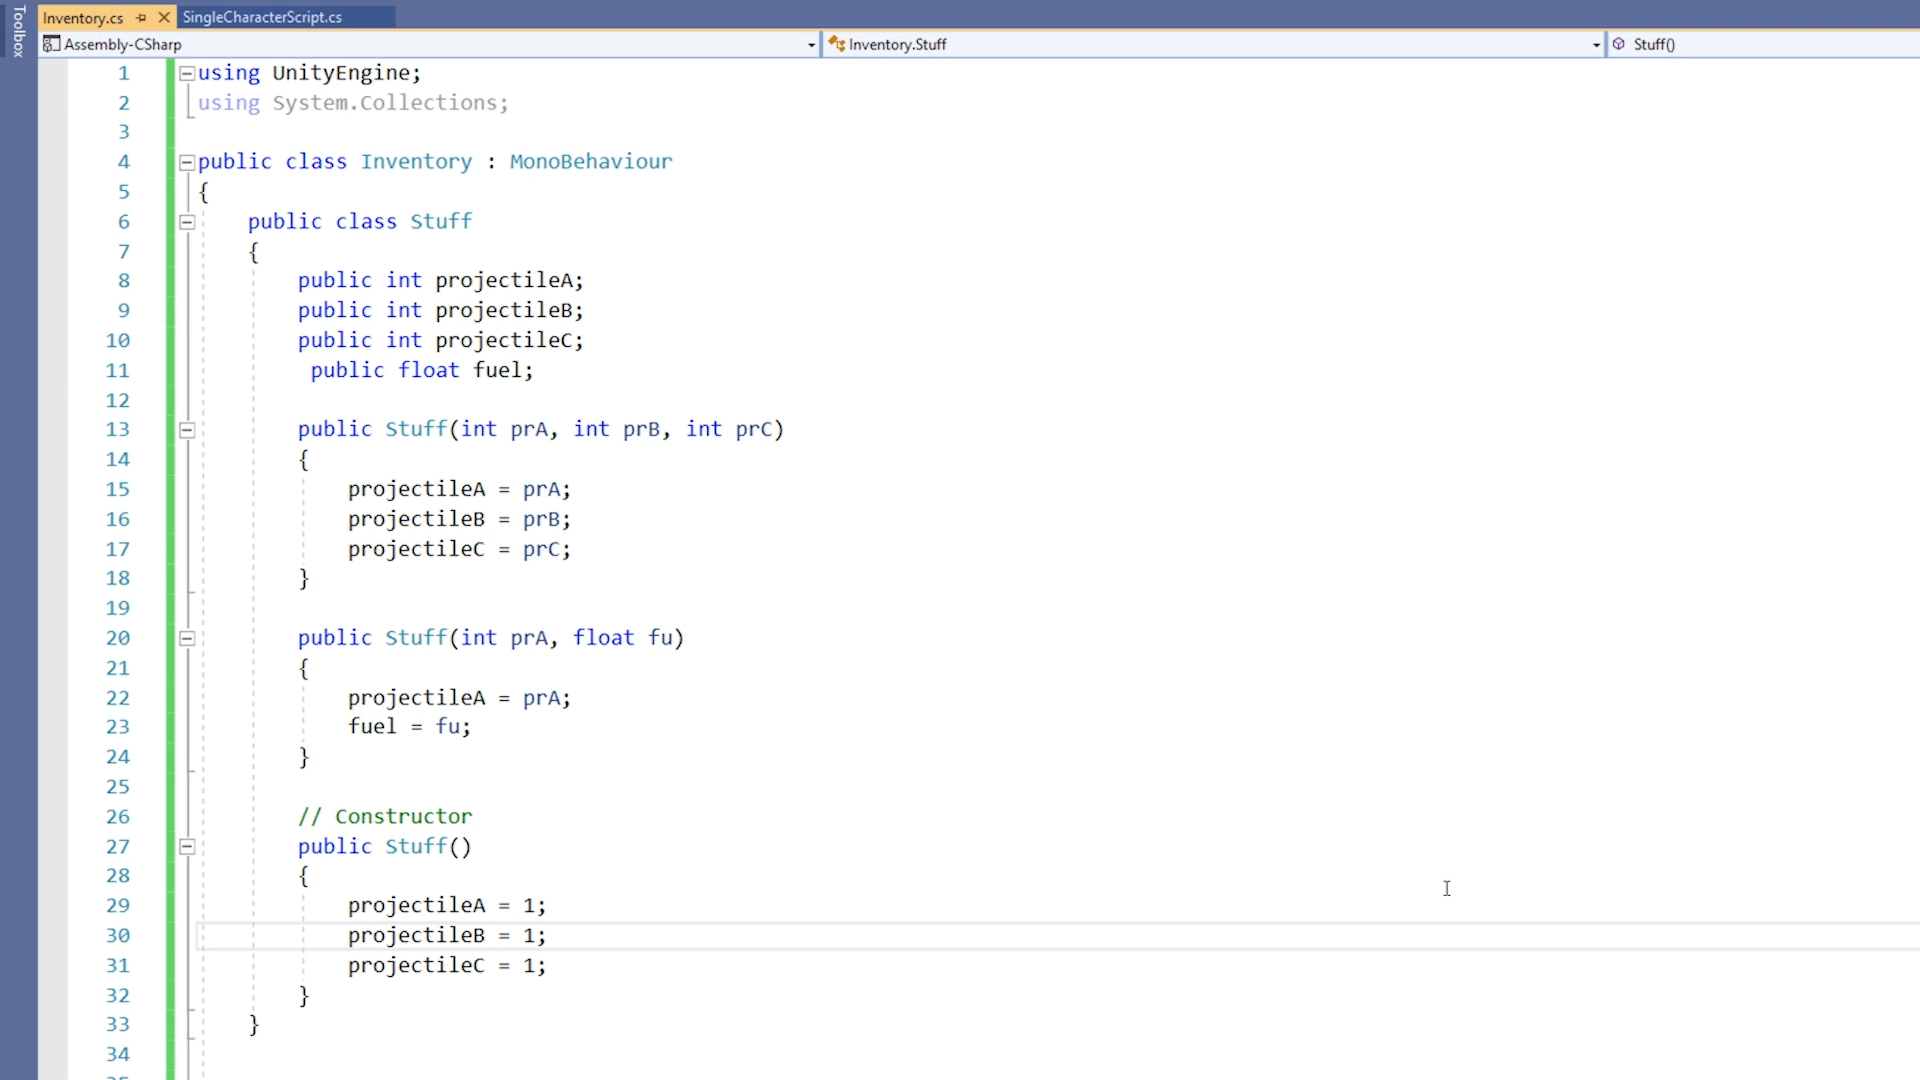 Toolbox
Inventory.cs
SingleCharacterScript.cs
Assembly-CSharp
Inventory.Stuff
Stuff()
1 using UnityEngine;
2 using System.Collections;
3
4 public class Inventory : MonoBehaviour
5 {
6 public class Stuff
7 {
8 public int projectileA;
9 public int projectileB;
10 public int projectileC;
11 public float fuel;
12
13 public Stuff(int prA, int prB, int prC)
14 {
15 projectileA = prA;
16 projectileB = prB;
17 projectileC = prC;
18 }
19
20 public Stuff(int prA, float fu)
21 {
22 projectileA = prA;
23 fuel = fu;
24 }
25
26 // Constructor
27 public Stuff()
28 {
29 projectileA = 1;
30 projectileB = 1;
31 projectileC = 1;
32 }
33 }
34